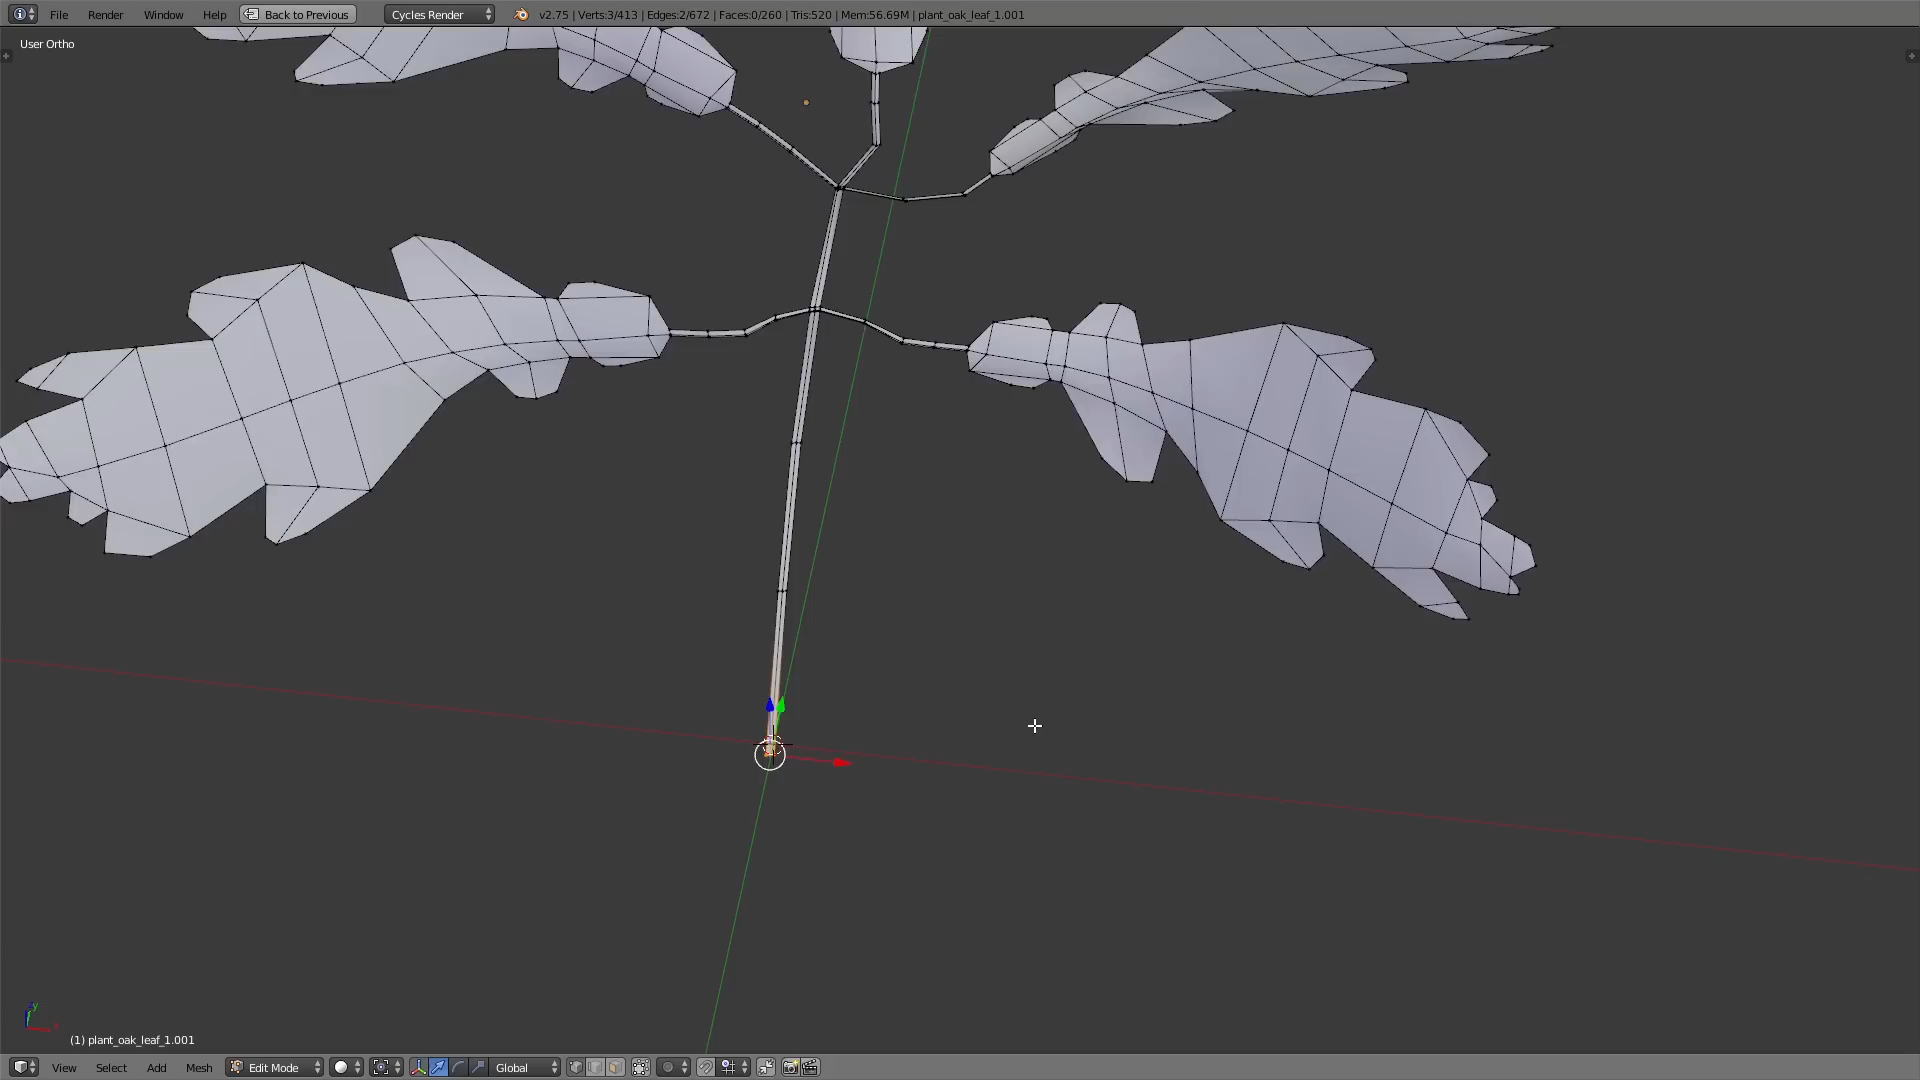 File Render Window Help Back to Previous Cycles Render v2.75 | Verts:3/413 | Edges:2/672 | Faces:0/260 | Tris:520 | Mem:56.69M | plant_oak_leaf_1.001
User Ortho
(1) plant_oak_leaf_1.001
View Select Add Mesh Edit Mode Global